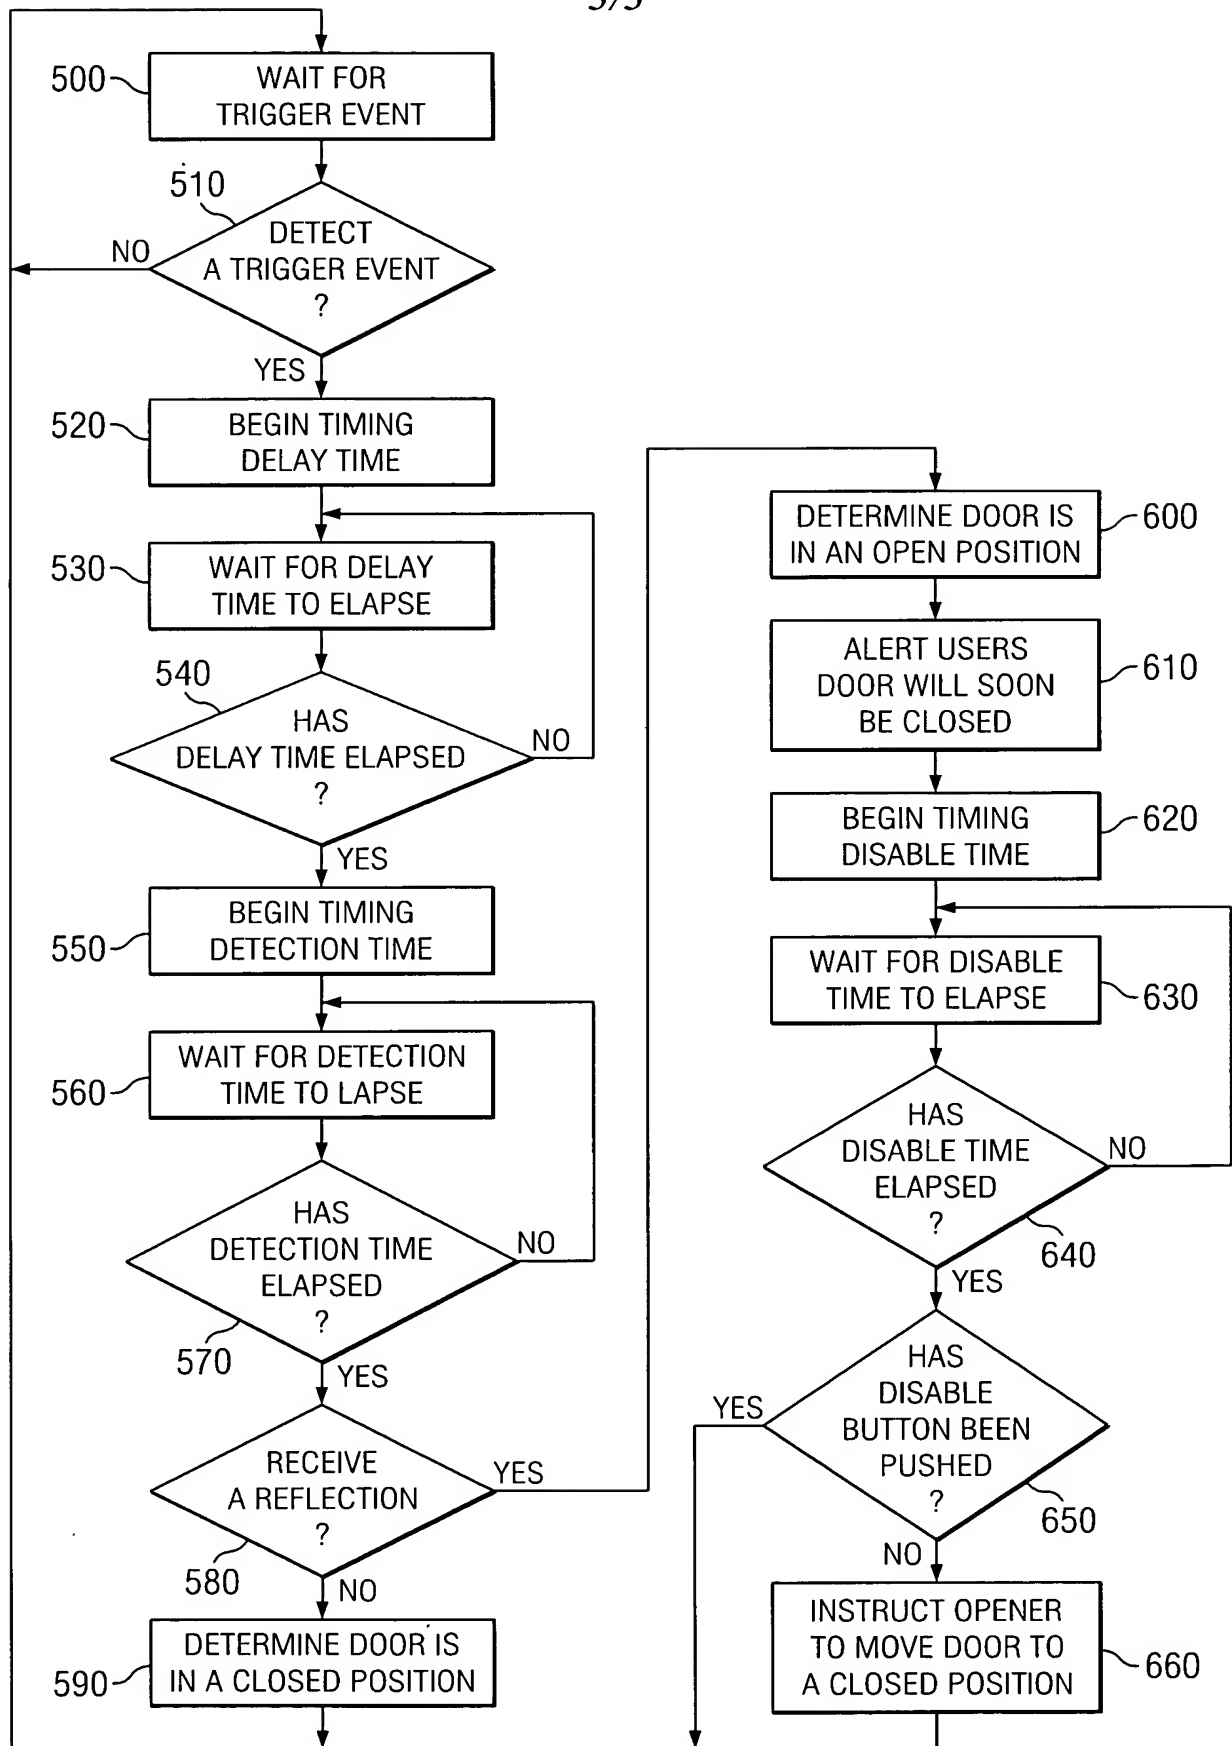 3/3
500
WAIT FOR
TRIGGER EVENT
510
DETECT
A TRIGGER EVENT
?
NO
YES
520
BEGIN TIMING
DELAY TIME
530
WAIT FOR DELAY
TIME TO ELAPSE
540
HAS
DELAY TIME ELAPSED
?
NO
YES
550
BEGIN TIMING
DETECTION TIME
560
WAIT FOR DETECTION
TIME TO LAPSE
HAS
DETECTION TIME
ELAPSED
?
NO
570
YES
RECEIVE
A REFLECTION
?
YES
580
NO
590
DETERMINE DOOR IS
IN A CLOSED POSITION
DETERMINE DOOR IS
IN AN OPEN POSITION
600
ALERT USERS
DOOR WILL SOON
BE CLOSED
610
BEGIN TIMING
DISABLE TIME
620
WAIT FOR DISABLE
TIME TO ELAPSE
630
HAS
DISABLE TIME
ELAPSED
?
NO
640
YES
HAS
DISABLE
BUTTON BEEN
PUSHED
?
YES
650
NO
INSTRUCT OPENER
TO MOVE DOOR TO
A CLOSED POSITION
660